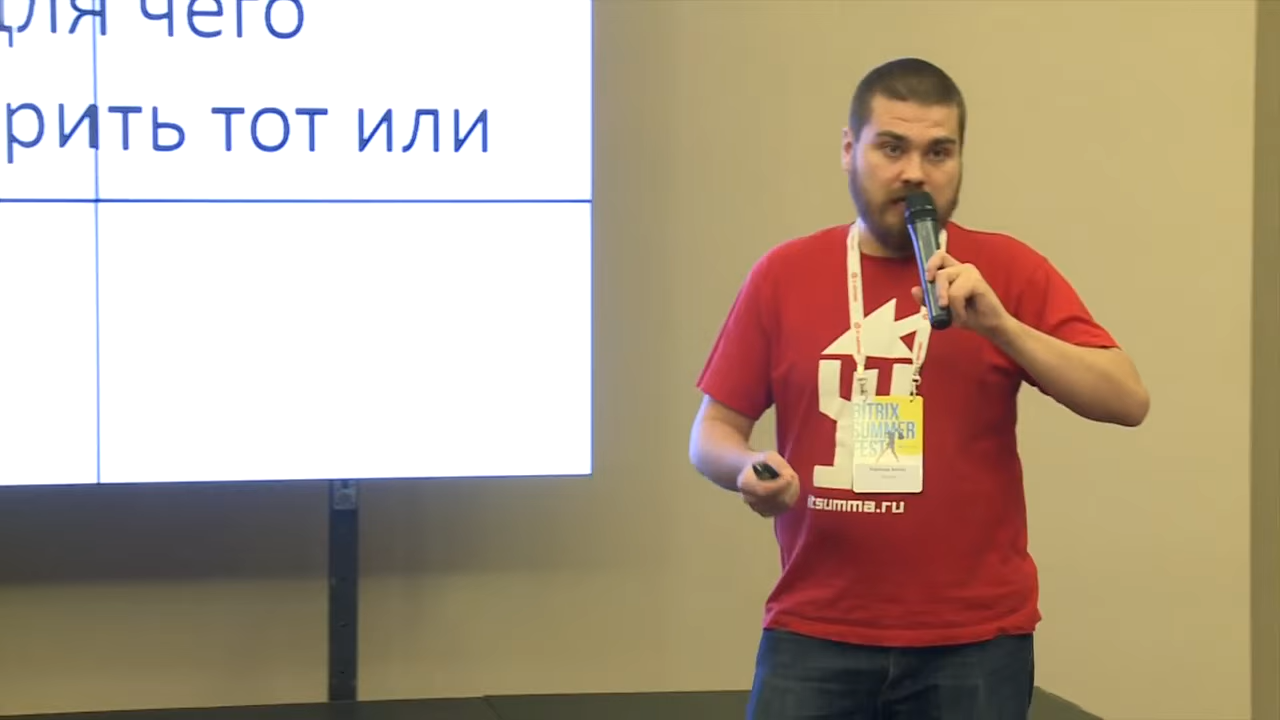 для чего
рить тот или
BITRIX
SUMMER
FEST
itsumma.ru